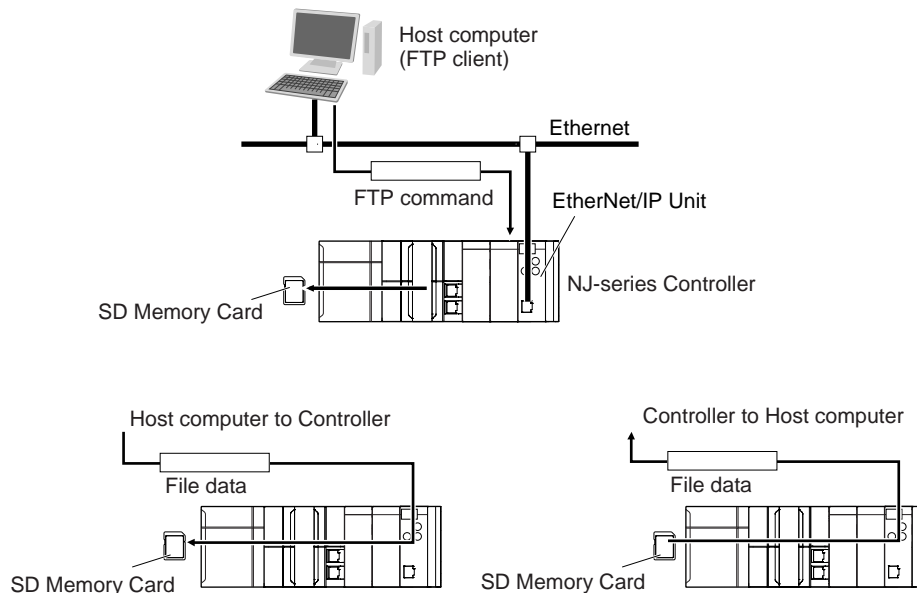 Host computer
(FTP client)
Ethernet
FTP command
EtherNet/IP Unit
NJ-series Controller
SD Memory Card
Host computer to Controller
File data
SD Memory Card
Controller to Host computer
File data
SD Memory Card